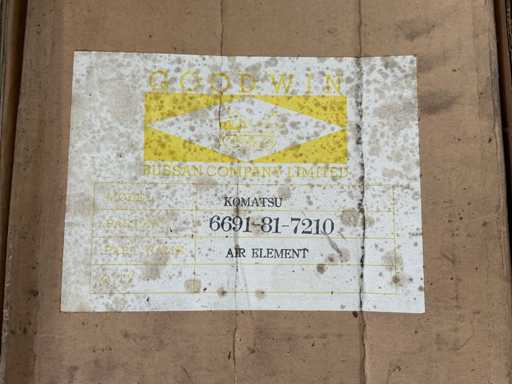 GOODWIN
BUSSAN COMPANY LIMITED
KOMATSU
6691-81-7210
AIR ELEMENT